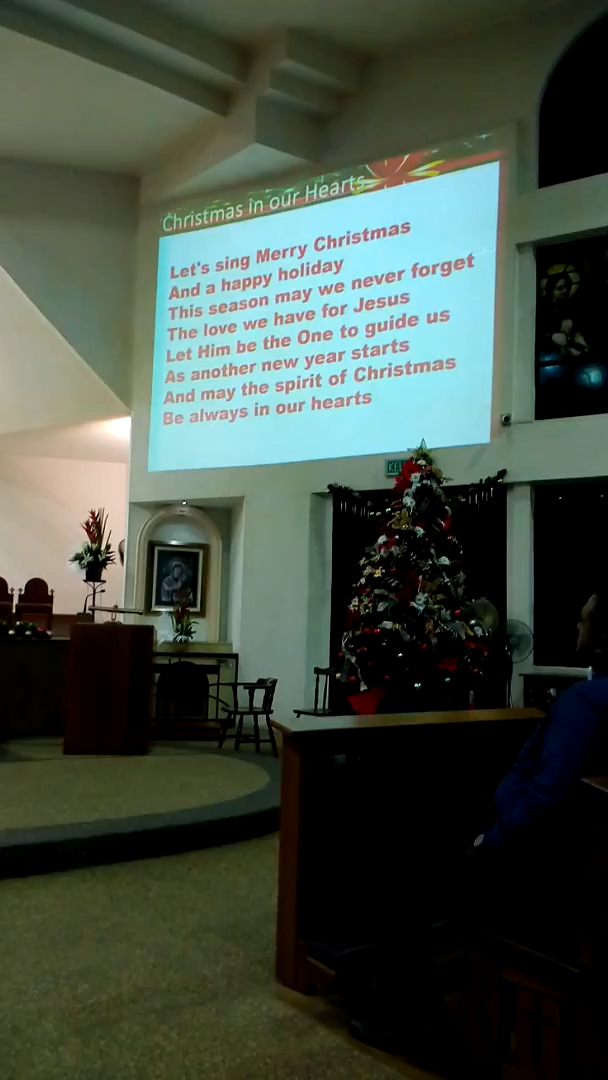 Christmas in our Hearts
Let's sing Merry Christmas
And a happy holiday
This season may we never forget
The love we have for Jesus
Let Him be the One to guide us
As another new year starts
And may the spirit of Christmas
Be always in our hearts